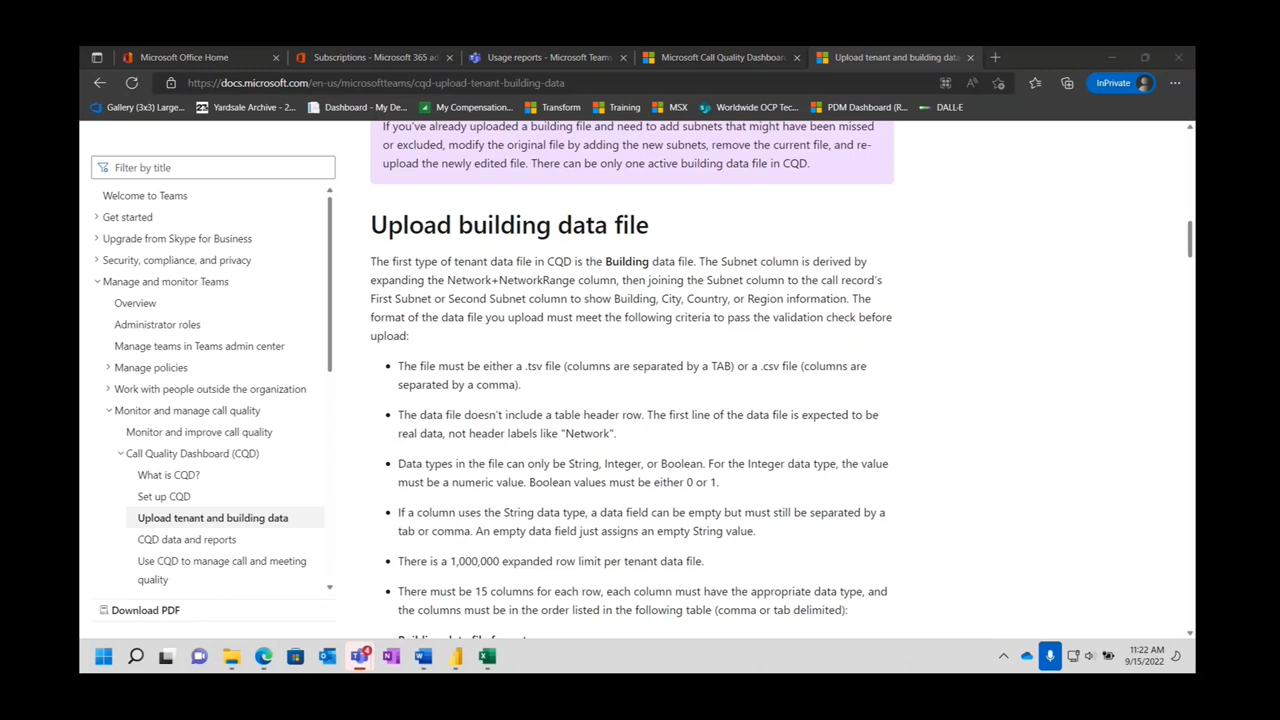 Microsoft Office Home
Subscriptions - Microsoft 365 ad
Usage reports - Microsoft Teams
Microsoft Call Quality Dashboard
Upload tenant and building data
https://docs.microsoft.com/en-us/microsoftteams/cqd-upload-tenant-building-data
InPrivate
Gallery (3x3) Large...
Yardsale Archive - 2...
Dashboard - My De...
My Compensation...
Transform
Training
MSX
Worldwide OCP Tec...
PDM Dashboard (R...
DALL·E
If you've already uploaded a building file and need to add subnets that might have been missed
or excluded, modify the original file by adding the new subnets, remove the current file, and re-
upload the newly edited file. There can be only one active building data file in CQD.
Filter by title
Welcome to Teams
Get started
Upgrade from Skype for Business
Security, compliance, and privacy
Manage and monitor Teams
Overview
Administrator roles
Manage teams in Teams admin center
Manage policies
Work with people outside the organization
Monitor and manage call quality
Monitor and improve call quality
Call Quality Dashboard (CQD)
What is CQD?
Set up CQD
Upload tenant and building data
CQD data and reports
Use CQD to manage call and meeting
quality
Download PDF
Upload building data file
The first type of tenant data file in CQD is the Building data file. The Subnet column is derived by
expanding the Network+NetworkRange column, then joining the Subnet column to the call record's
First Subnet or Second Subnet column to show Building, City, Country, or Region information. The
format of the data file you upload must meet the following criteria to pass the validation check before
upload:
• The file must be either a .tsv file (columns are separated by a TAB) or a .csv file (columns are
separated by a comma).
• The data file doesn't include a table header row. The first line of the data file is expected to be
real data, not header labels like "Network".
• Data types in the file can only be String, Integer, or Boolean. For the Integer data type, the value
must be a numeric value. Boolean values must be either 0 or 1.
• If a column uses the String data type, a data field can be empty but must still be separated by a
tab or comma. An empty data field just assigns an empty String value.
• There is a 1,000,000 expanded row limit per tenant data file.
• There must be 15 columns for each row, each column must have the appropriate data type, and
the columns must be in the order listed in the following table (comma or tab delimited):
4
11:22 AM
9/15/2022